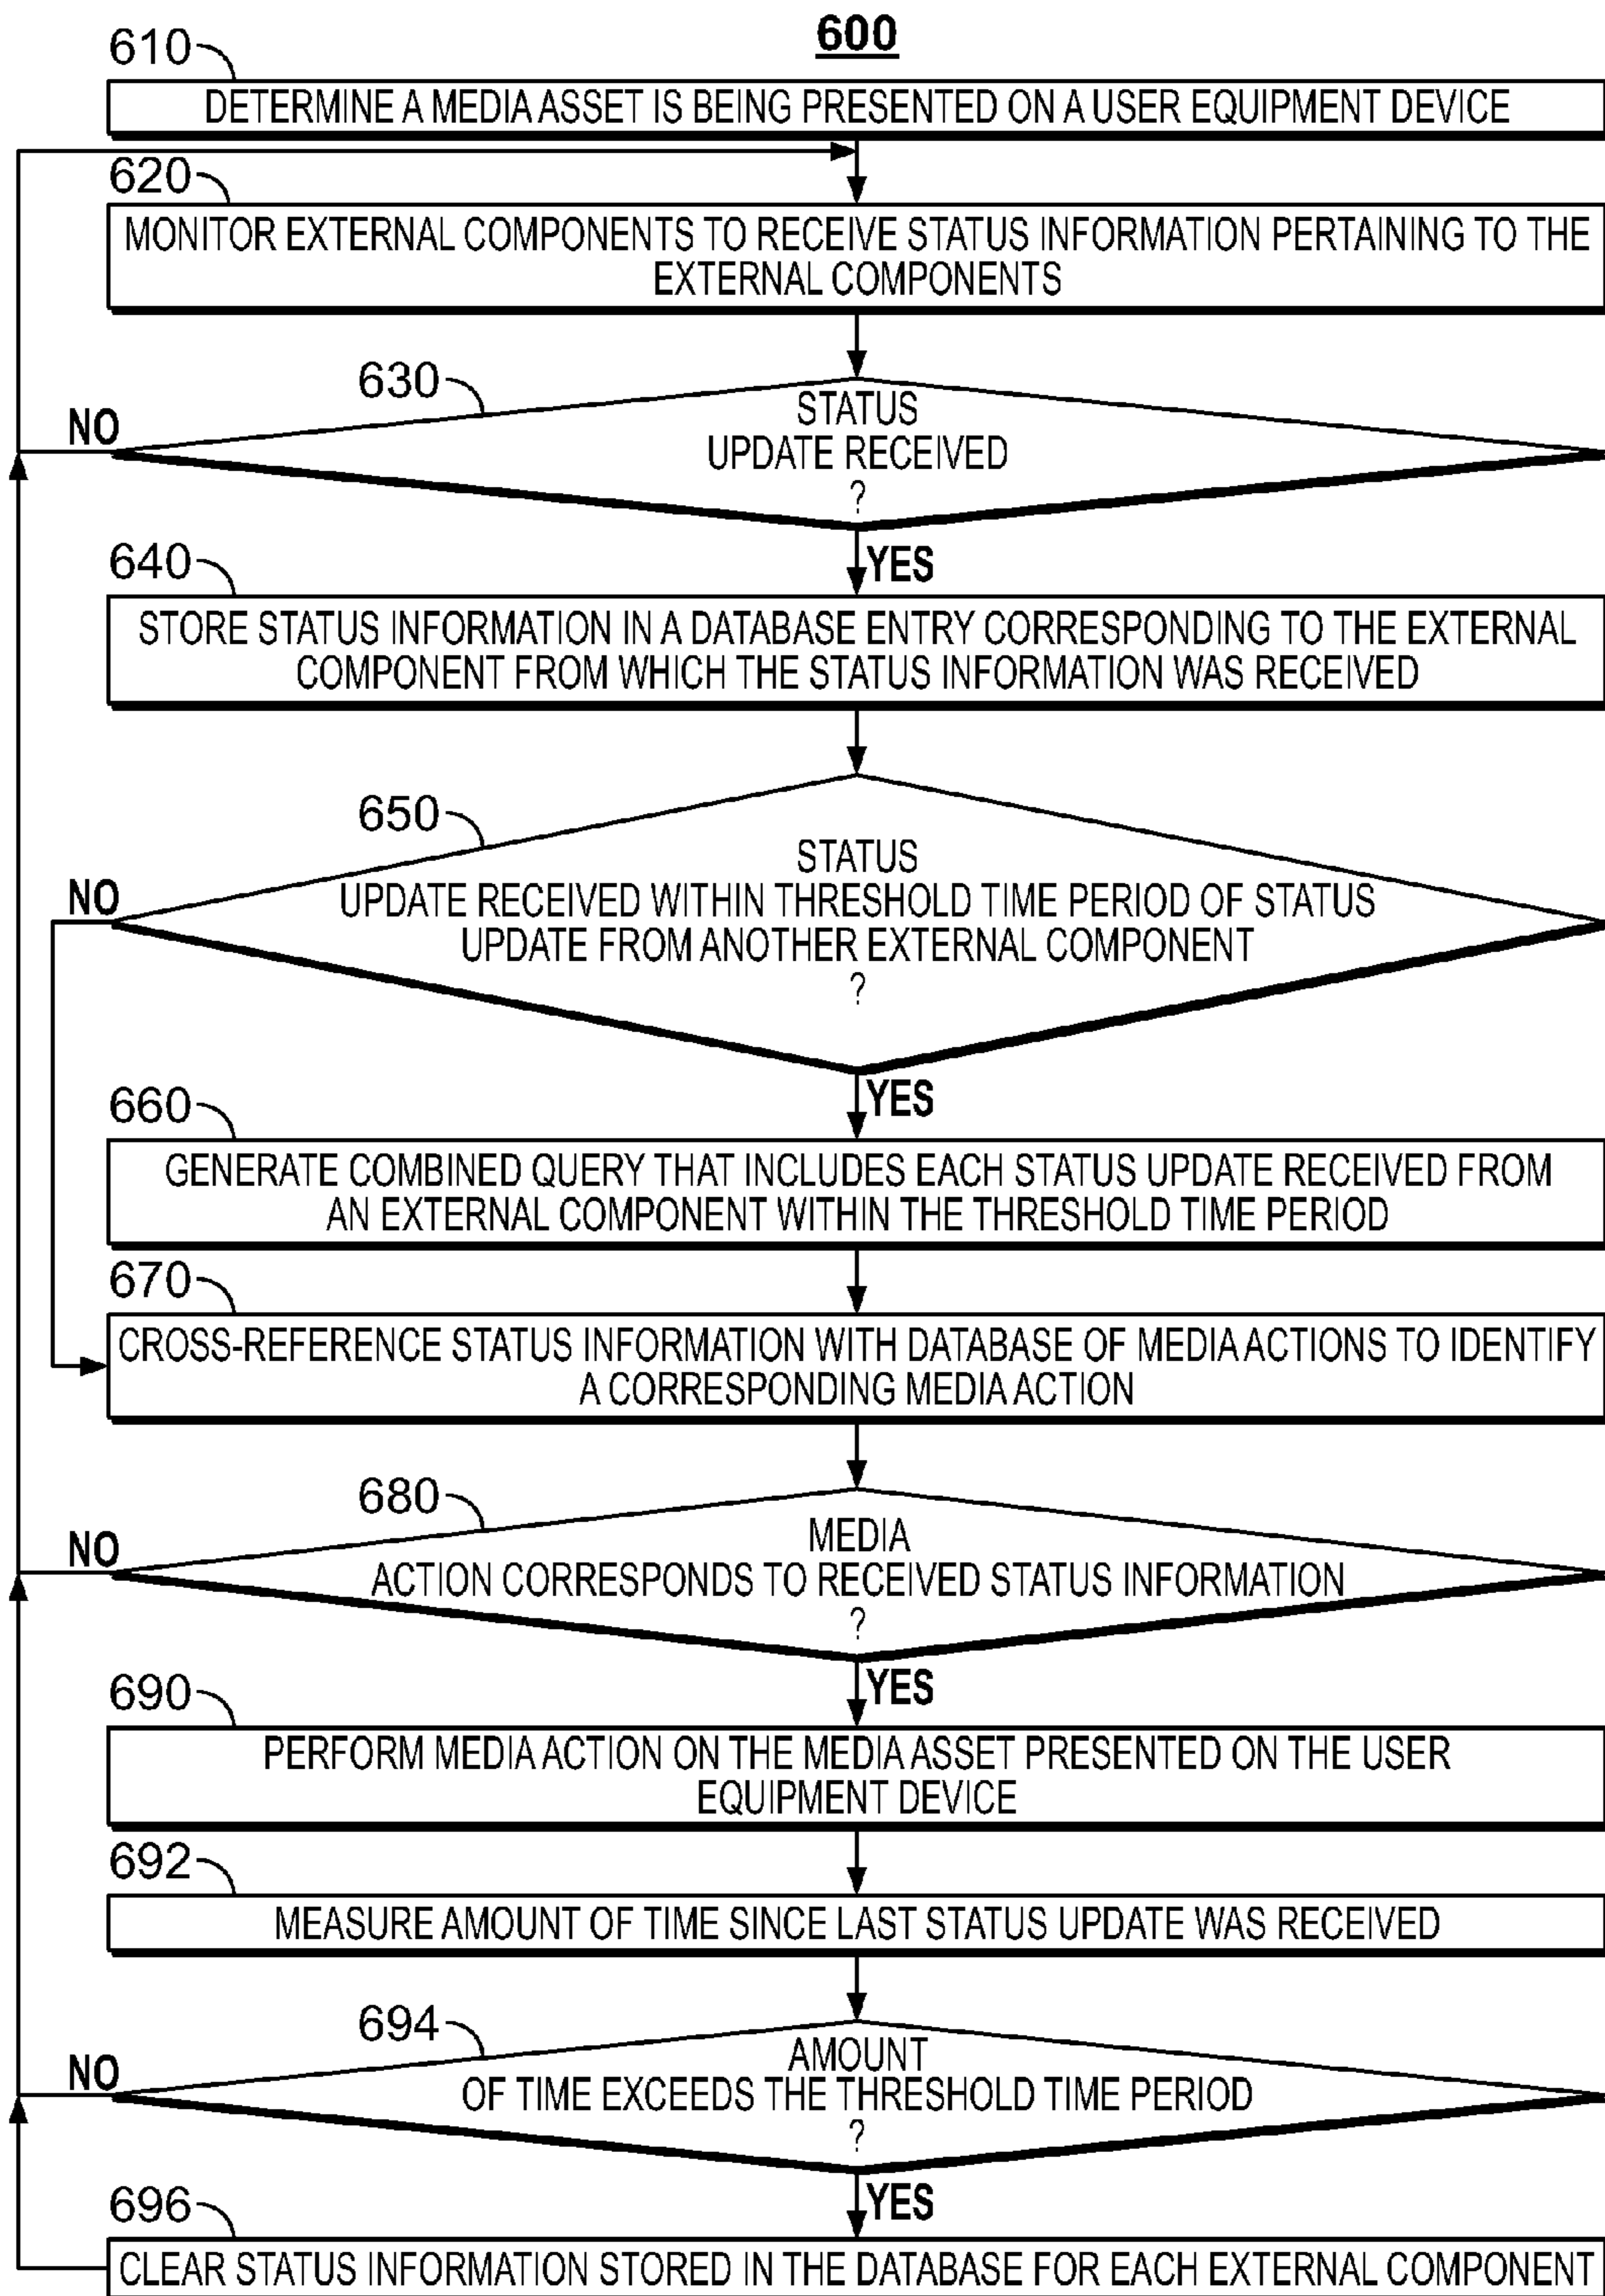 600
610
DETERMINE A MEDIA ASSET IS BEING PRESENTED ON A USER EQUIPMENT DEVICE
620
MONITOR EXTERNAL COMPONENTS TO RECEIVE STATUS INFORMATION PERTAINING TO THE
EXTERNAL COMPONENTS
630
NO
STATUS
UPDATE RECEIVED
?
YES
640
STORE STATUS INFORMATION IN A DATABASE ENTRY CORRESPONDING TO THE EXTERNAL
COMPONENT FROM WHICH THE STATUS INFORMATION WAS RECEIVED
650
NO
STATUS
UPDATE RECEIVED WITHIN THRESHOLD TIME PERIOD OF STATUS
UPDATE FROM ANOTHER EXTERNAL COMPONENT
?
YES
660
GENERATE COMBINED QUERY THAT INCLUDES EACH STATUS UPDATE RECEIVED FROM
AN EXTERNAL COMPONENT WITHIN THE THRESHOLD TIME PERIOD
670
CROSS-REFERENCE STATUS INFORMATION WITH DATABASE OF MEDIA ACTIONS TO IDENTIFY
A CORRESPONDING MEDIA ACTION
680
NO
MEDIA
ACTION CORRESPONDS TO RECEIVED STATUS INFORMATION
?
YES
690
PERFORM MEDIA ACTION ON THE MEDIA ASSET PRESENTED ON THE USER
EQUIPMENT DEVICE
692
MEASURE AMOUNT OF TIME SINCE LAST STATUS UPDATE WAS RECEIVED
694
NO
AMOUNT
OF TIME EXCEEDS THE THRESHOLD TIME PERIOD
?
YES
696
CLEAR STATUS INFORMATION STORED IN THE DATABASE FOR EACH EXTERNAL COMPONENT